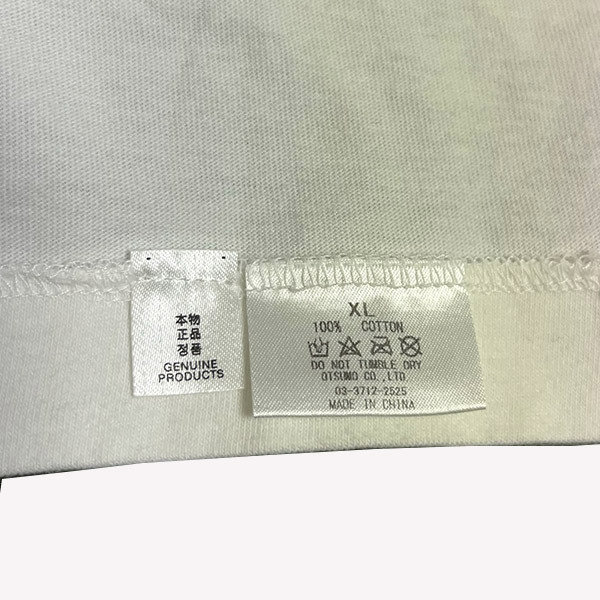 本物
正品
정품
GENUINE
PRODUCTS
XL
100% COTTON
DO NOT TUMBLE DRY
OTSUMO CO.,LTD
03-3712-2525
MADE IN CHINA